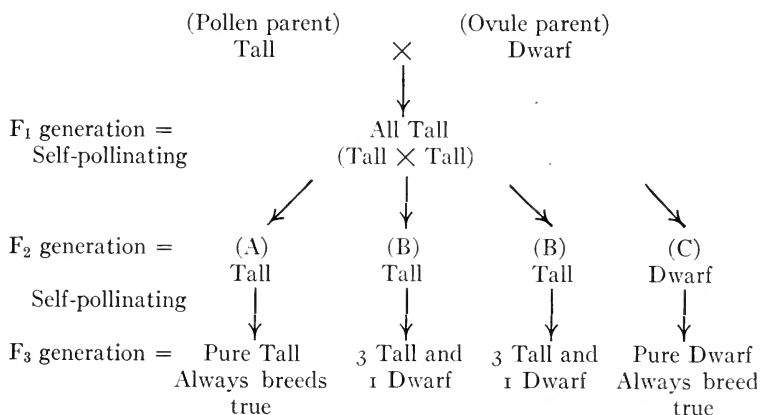 (Pollen parent) (Ovule parent)
Tall × Dwarf
F1 generation = All Tall
Self-pollinating (Tall × Tall)
F2 generation = (A) (B) (B) (C)
Tall Tall Tall Dwarf
Self-pollinating
F3 generation = Pure Tall 3 Tall and 3 Tall and Pure Dwarf
Always breeds 1 Dwarf 1 Dwarf Always breed
true true